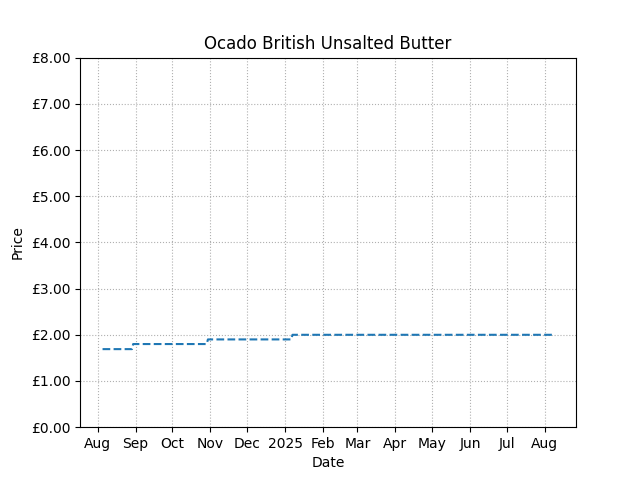 Ocado British Unsalted Butter
£8.00
£7.00
£6.00
£5.00
£4.00
£3.00
£2.00
£1.00
£0.00
Price
Aug Sep Oct Nov Dec 2025 Feb Mar Apr May Jun Jul Aug
Date